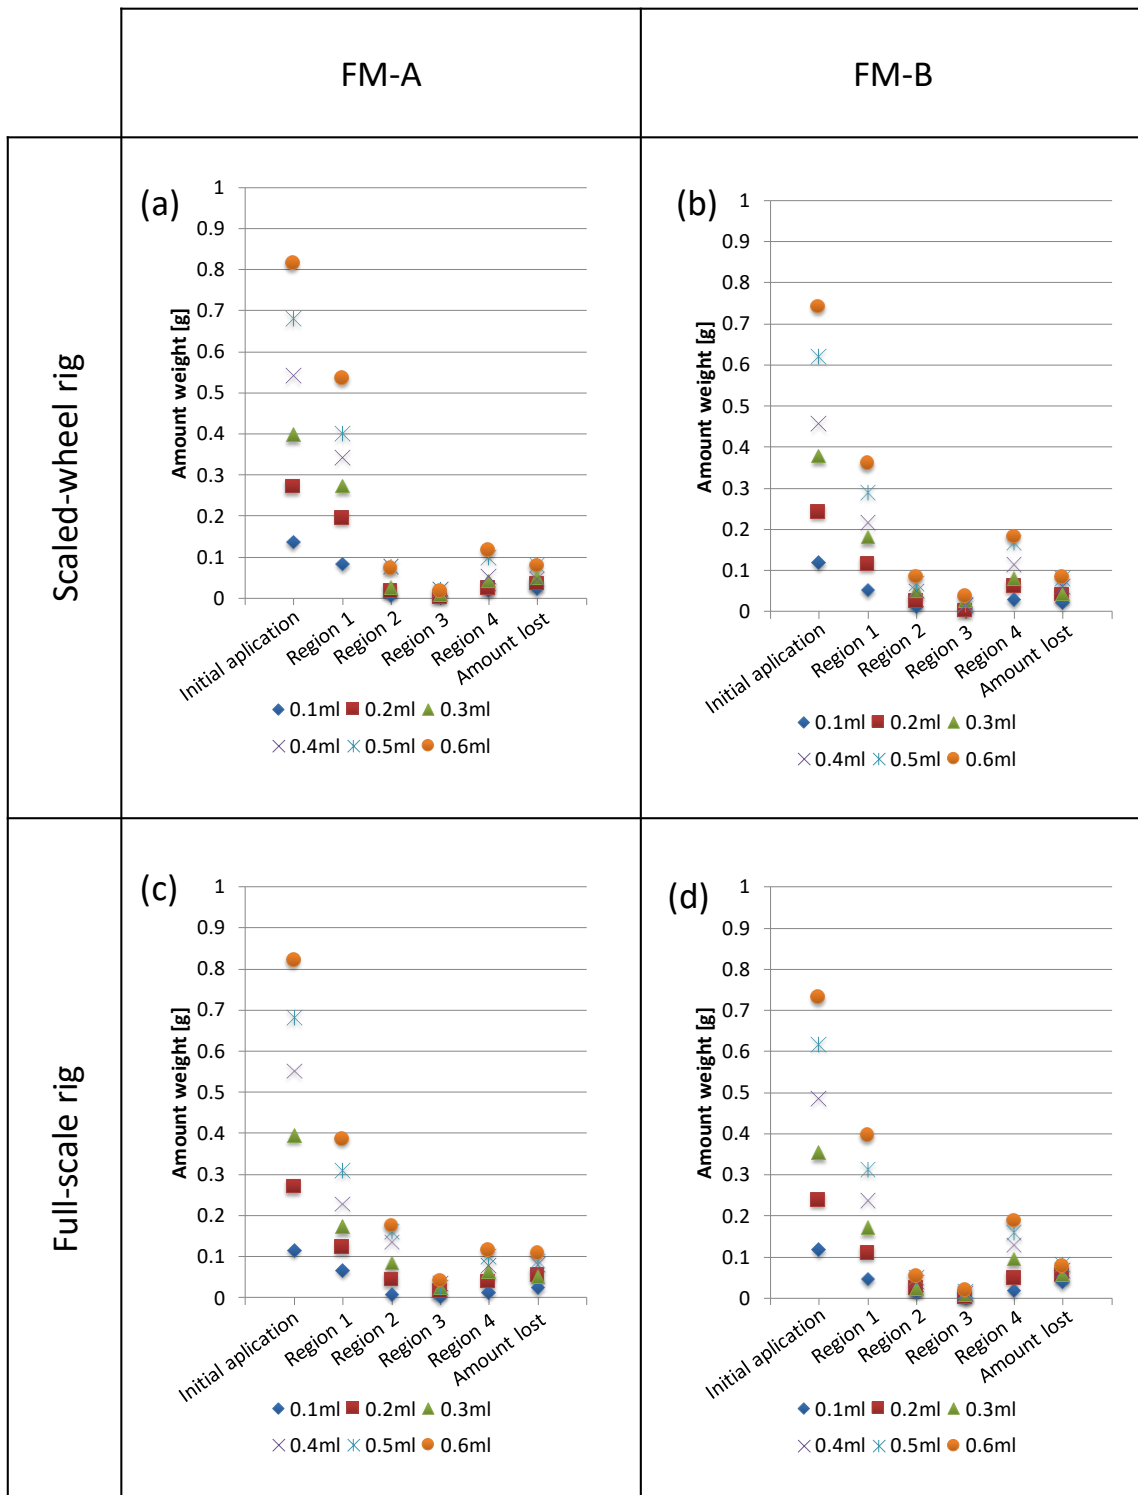 FM-A
FM-B
Scaled-wheel rig
(a)
Amount weight [g]
1
0.9
0.8
0.7
0.6
0.5
0.4
0.3
0.2
0.1
0
Initial aplication
Region 1
Region 2
Region 3
Region 4
Amount lost
0.1ml 0.2ml 0.3ml
0.4ml 0.5ml 0.6ml
(b)
Amount weight [g]
1
0.9
0.8
0.7
0.6
0.5
0.4
0.3
0.2
0.1
0
Initial aplication
Region 1
Region 2
Region 3
Region 4
Amount lost
0.1ml 0.2ml 0.3ml
0.4ml 0.5ml 0.6ml
Full-scale rig
(c)
Amount weight [g]
1
0.9
0.8
0.7
0.6
0.5
0.4
0.3
0.2
0.1
0
Initial aplication
Region 1
Region 2
Region 3
Region 4
Amount lost
0.1ml 0.2ml 0.3ml
0.4ml 0.5ml 0.6ml
(d)
Amount weight [g]
1
0.9
0.8
0.7
0.6
0.5
0.4
0.3
0.2
0.1
0
Initial aplication
Region 1
Region 2
Region 3
Region 4
Amount lost
0.1ml 0.2ml 0.3ml
0.4ml 0.5ml 0.6ml